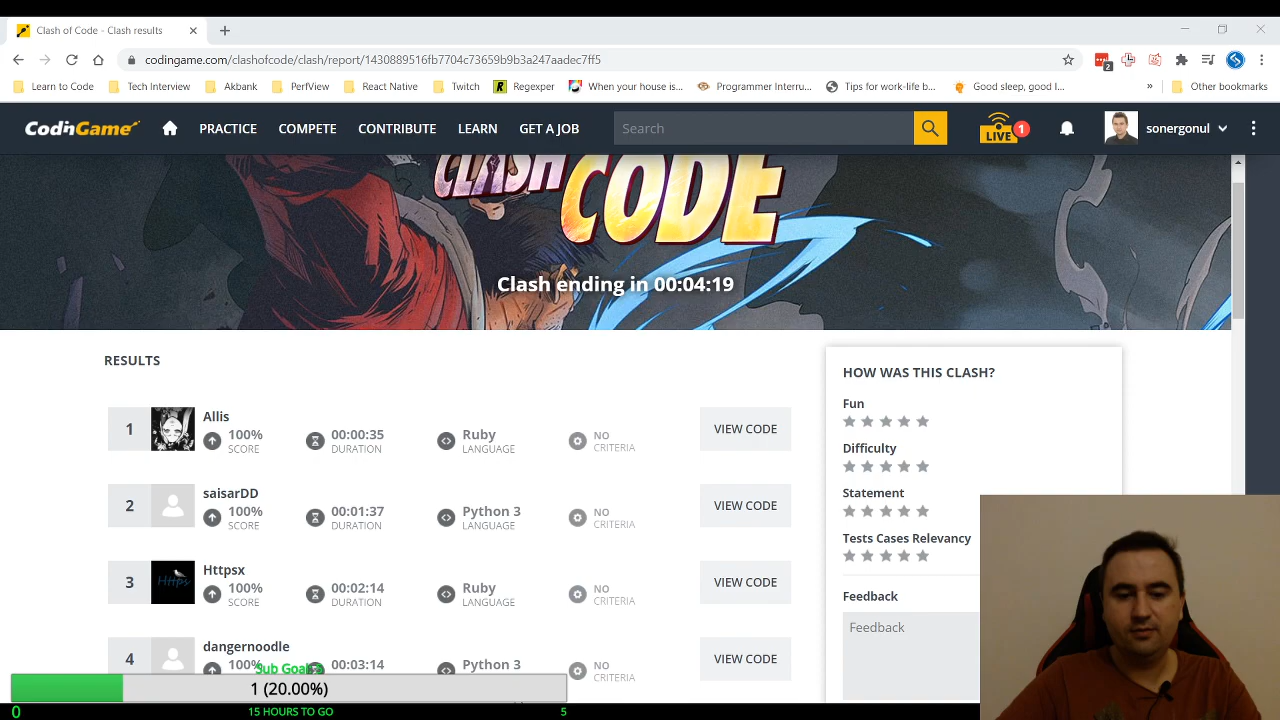 Clash of Code - Clash results
codingame.com/clashofcode/clash/report/1430009516fb7704c73659b9b3a247aadec7ff5
2
Learn to Code Tech Interview Akbank PerfView React Native Twitch Regexper When your house is... Programmer Interru... Tips for work-life b... Good sleep, good l... » Other bookmarks
CodinGame PRACTICE COMPETE CONTRIBUTE LEARN GET A JOB Search LIVE 1 sonergonul
CLASH
CODE
Clash ending in 00:04:19
RESULTS
HOW WAS THIS CLASH?
Fun
Difficulty
Statement
Tests Cases Relevancy
Feedback
Feedback
1 Allis 100% SCORE 00:00:35 DURATION Ruby LANGUAGE NO CRITERIA VIEW CODE
2 saisarDD 100% SCORE 00:01:37 DURATION Python 3 LANGUAGE NO CRITERIA VIEW CODE
3 Https Httpsx 100% SCORE 00:02:14 DURATION Ruby LANGUAGE NO CRITERIA VIEW CODE
4 dangernoodle 100% 00:03:14 Python 3 NO CRITERIA VIEW CODE
Sub Goal
1 (20.00%)
0 15 HOURS TO GO 5